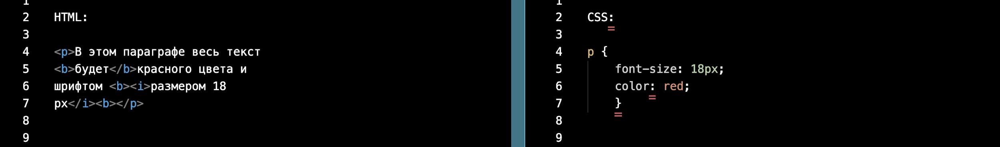 1
2 HTML:
3
4 <p>В этом параграфе весь текст
5 <b>будет</b>красного цвета и
6 шрифтом <b><i>размером 18
7 px</i><b></p>
8
9
1
2 CSS:
3
4 p {
5 font-size: 18px;
6 color: red;
7 }
8
9